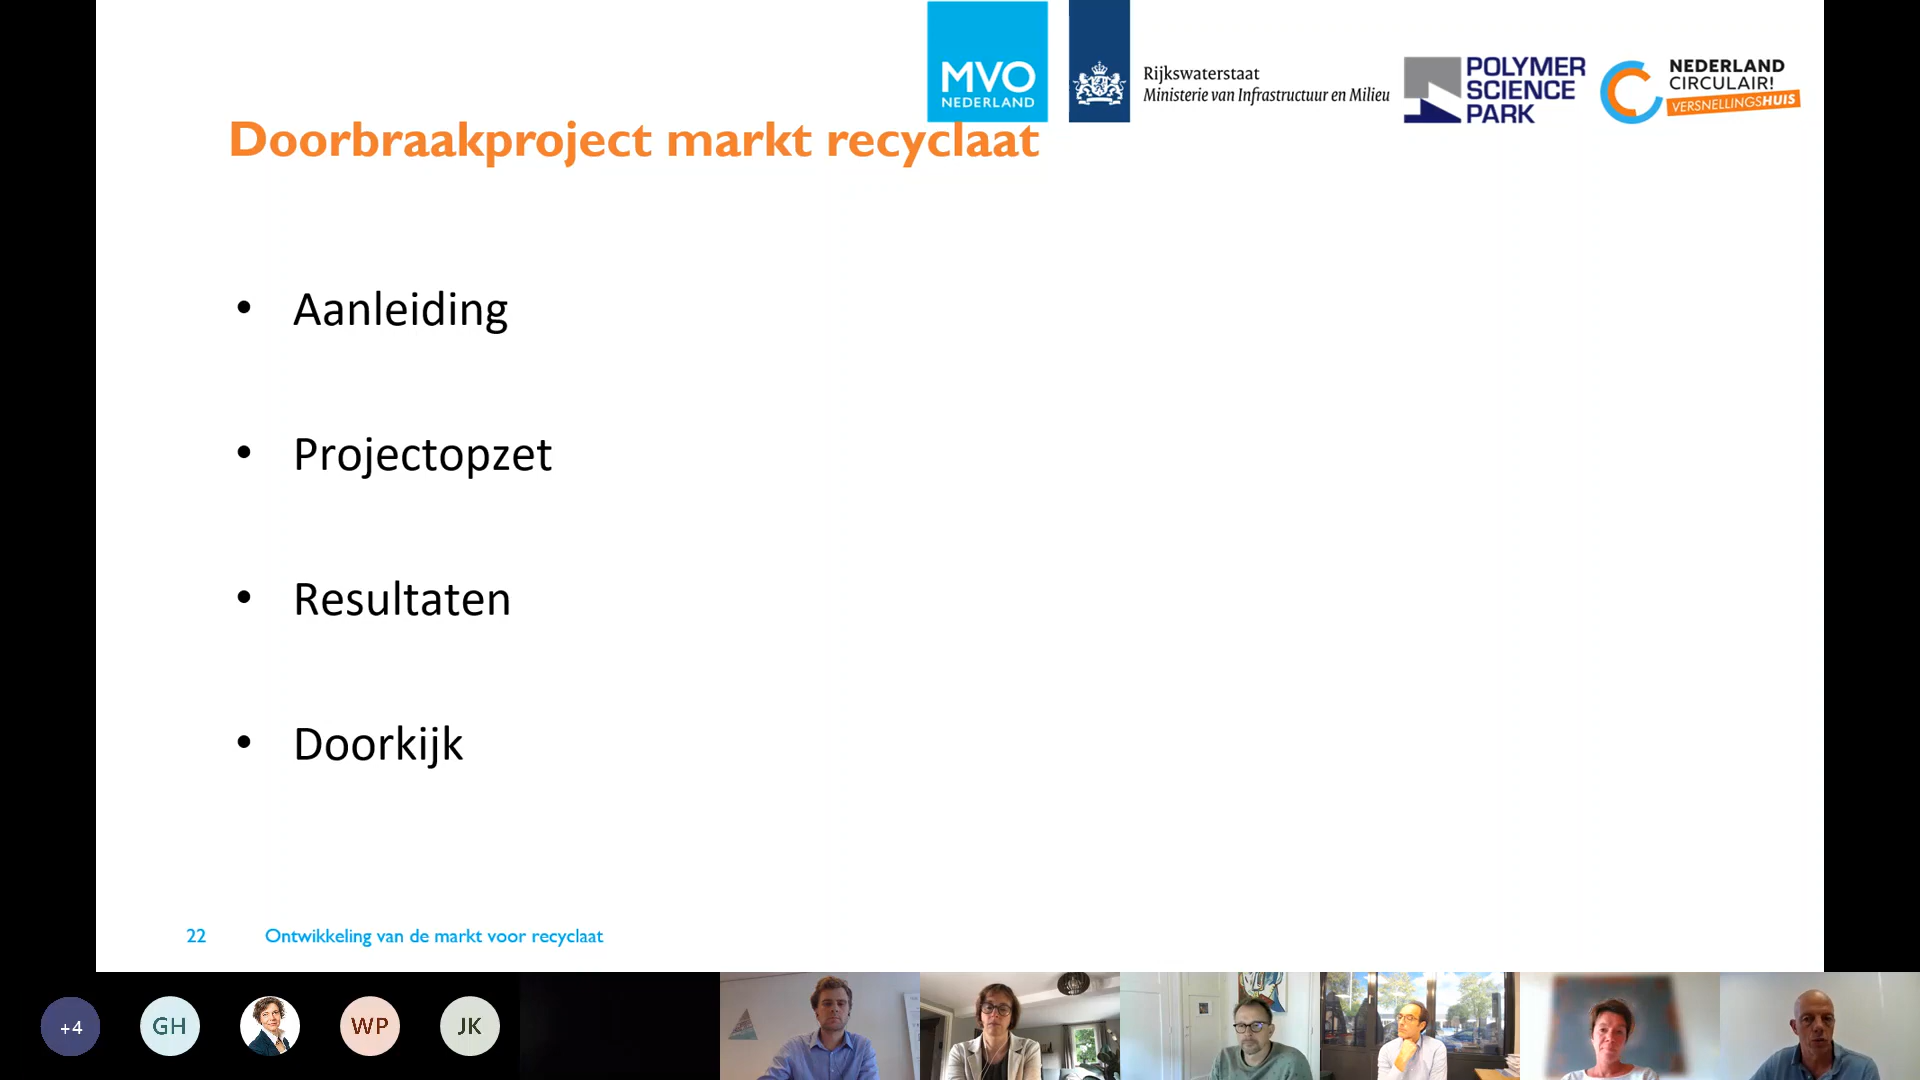 MVO
NEDERLAND
Rijkswaterstaat
Ministerie van Infrastructuur en Milieu
POLYMER
SCIENCE
PARK
NEDERLAND
CIRCULAIR!
VERSNELLINGSHUIS
Doorbraakproject markt recyclaat
• Aanleiding
• Projectopzet
• Resultaten
• Doorkijk
22 Ontwikkeling van de markt voor recyclaat
+4 GH WP JK